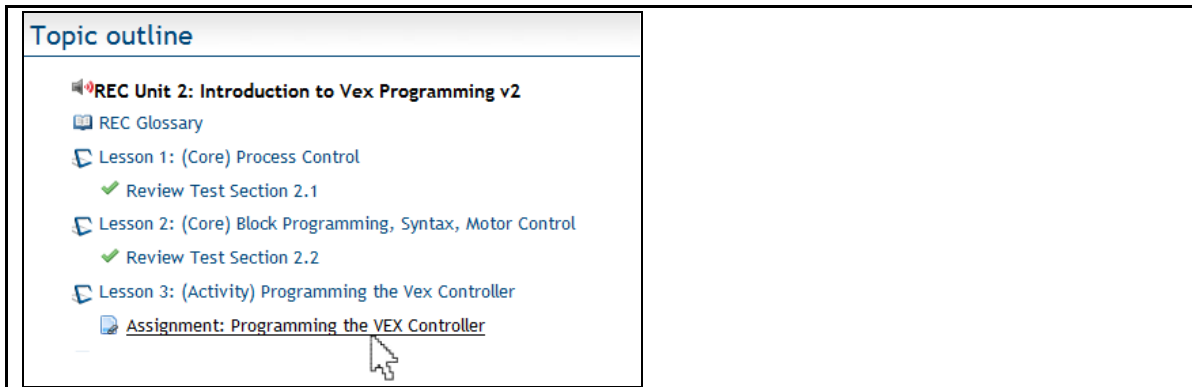 Topic outline
REC Unit 2: Introduction to Vex Programming v2
REC Glossary
Lesson 1: (Core) Process Control
Review Test Section 2.1
Lesson 2: (Core) Block Programming, Syntax, Motor Control
Review Test Section 2.2
Lesson 3: (Activity) Programming the Vex Controller
Assignment: Programming the VEX Controller